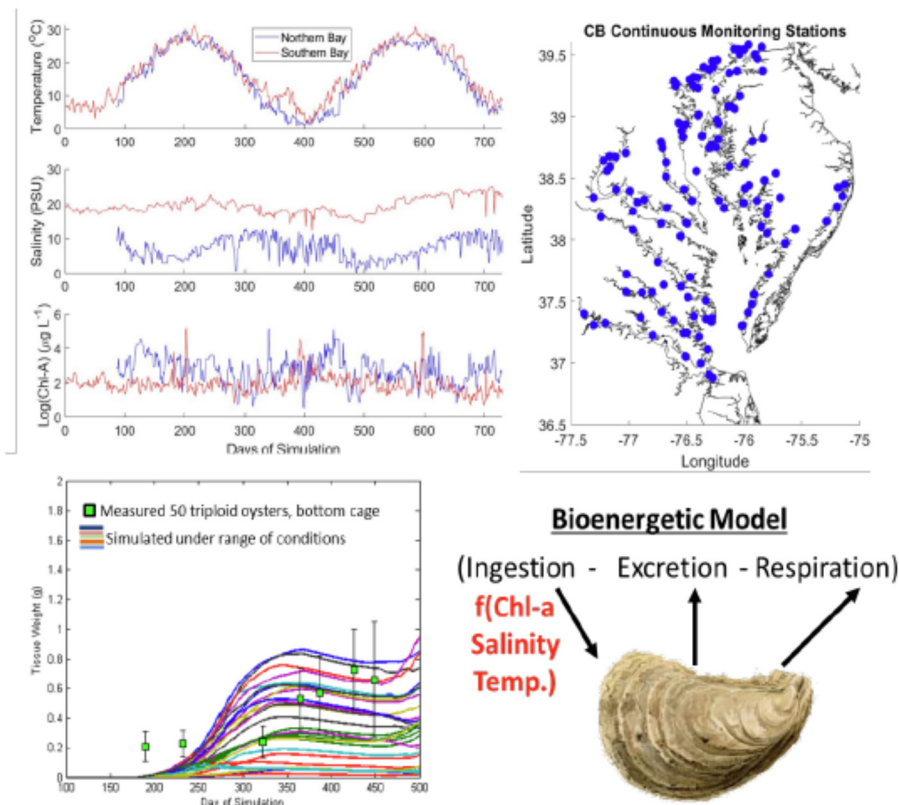 Temperature (°C)
30
20
10
0
Northern Bay
Southern Bay
0 100 200 300 400 500 600 700
Salinity (PSU)
30
20
10
0
0 100 200 300 400 500 600 700
Log(Chl-A) (µg L⁻¹)
6
4
2
0
0 100 200 300 400 500 600 700
Days of Simulation
CB Continuous Monitoring Stations
Latitude
39.5
39
38.5
38
37.5
37
36.5
-77.5 -77 -76.5 -76 -75.5 -75
Longitude
Tissue Weight (g)
2
1.8
1.6
1.4
1.2
1
0.8
0.6
0.4
0.2
0
Measured 50 triploid oysters, bottom cage
Simulated under range of conditions
100 150 200 250 300 350 400 450 500
Day of Simulation
Bioenergetic Model
(Ingestion - Excretion - Respiration)
f(Chl-a
Salinity
Temp.)